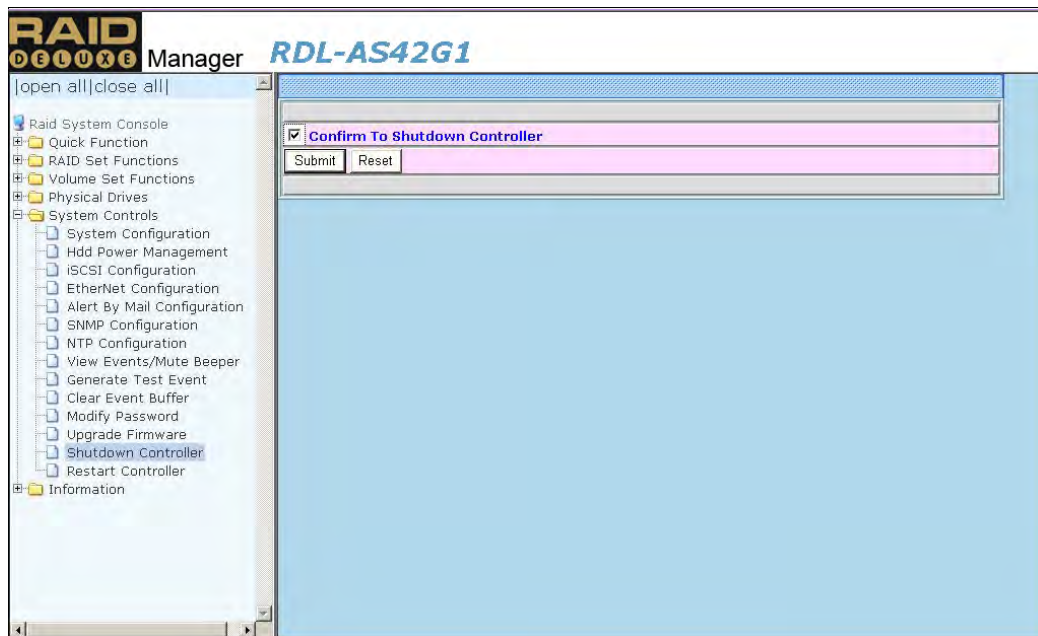 RAID
DELUXE Manager
RDL-AS42G1
|open all|close all|
Raid System Console
Quick Function
RAID Set Functions
Volume Set Functions
Physical Drives
System Controls
System Configuration
Hdd Power Management
iSCSI Configuration
EtherNet Configuration
Alert By Mail Configuration
SNMP Configuration
NTP Configuration
View Events/Mute Beeper
Generate Test Event
Clear Event Buffer
Modify Password
Upgrade Firmware
Shutdown Controller
Restart Controller
Information
Confirm To Shutdown Controller
Submit Reset